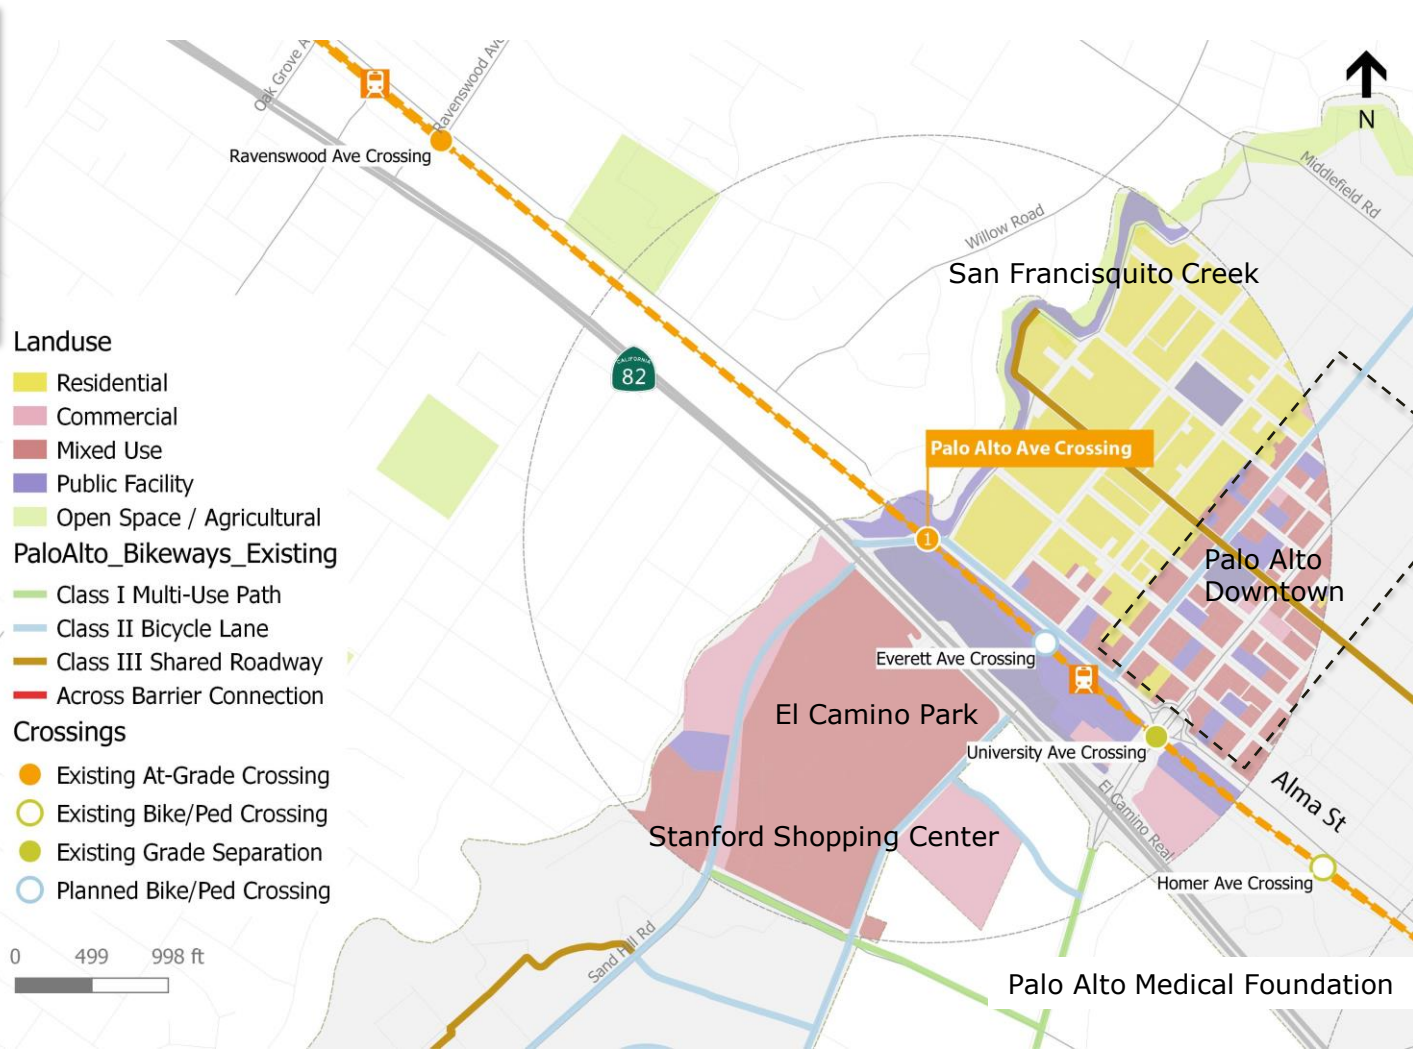 Oak Grove A
Ravenswood Ave
Ravenswood Ave Crossing
N
Middlefield Rd
Willow Road
San Francisquito Creek
CALIFORNIA
82
Palo Alto Ave Crossing
1
Palo Alto
Downtown
Everett Ave Crossing
El Camino Park
University Ave Crossing
El Camino Real
Alma St
Stanford Shopping Center
Homer Ave Crossing
Sand Hill Rd
Palo Alto Medical Foundation
Landuse
Residential
Commercial
Mixed Use
Public Facility
Open Space / Agricultural
PaloAlto_Bikeways_Existing
Class I Multi-Use Path
Class II Bicycle Lane
Class III Shared Roadway
Across Barrier Connection
Crossings
Existing At-Grade Crossing
Existing Bike/Ped Crossing
Existing Grade Separation
Planned Bike/Ped Crossing
0 499 998 ft